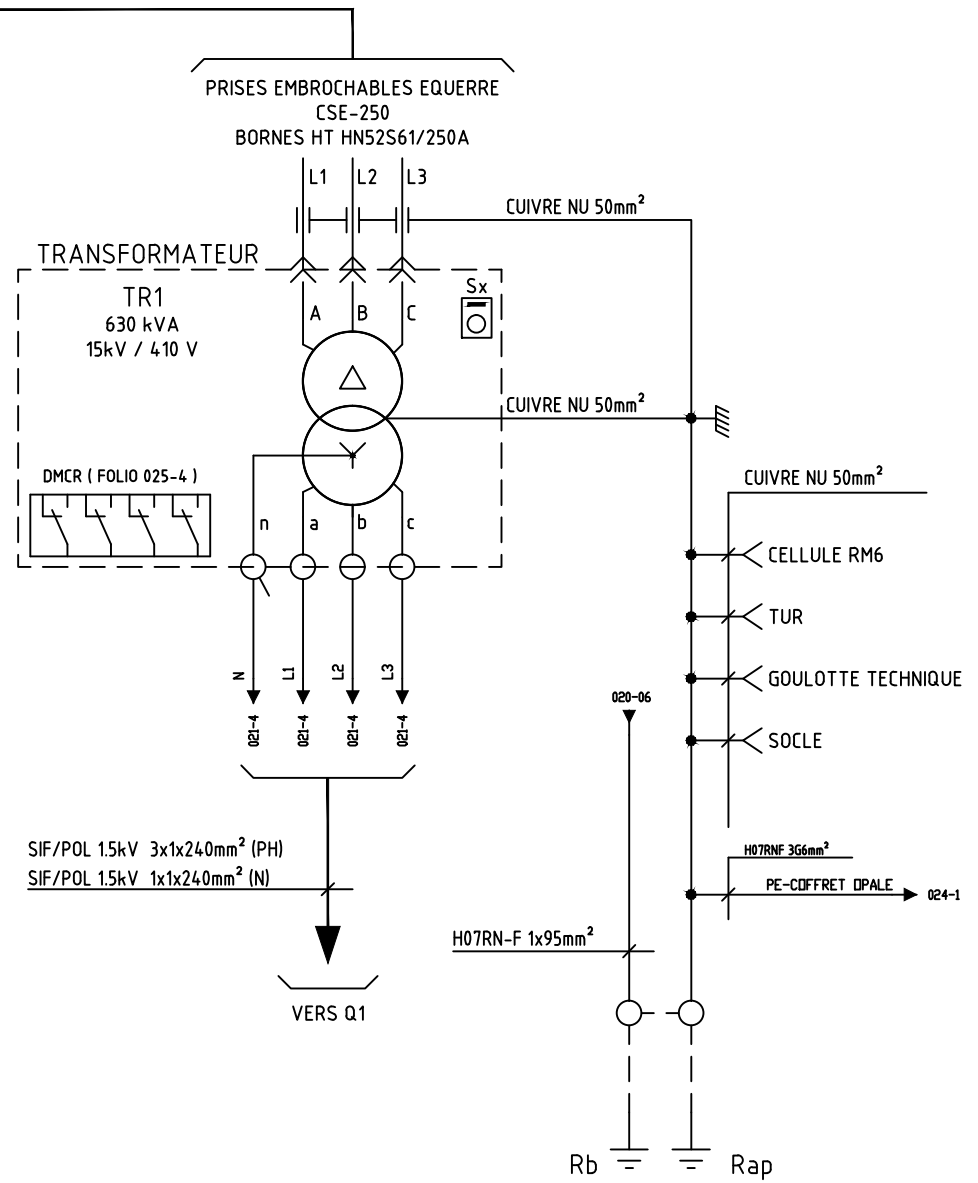 PRISES EMBROCHABLES EQUERRE
CSE-250
BORNES HT HN52S61/250A
L1 L2 L3
CUIVRE NU 50mm²
TRANSFORMATEUR
TR1
630 kVA
15kV / 410 V
Sx
A B C
CUIVRE NU 50mm²
DMCR ( FOLIO 025-4 )
n a b c
CUIVRE NU 50mm²
CELLULE RM6
TUR
GOULOTTE TECHNIQUE
SOCLE
N L1 L2 L3
021-4 021-4 021-4 021-4
020-06
SIF/POL 1.5kV 3x1x240mm² (PH)
SIF/POL 1.5kV 1x1x240mm² (N)
H07RNF 3G6mm²
PE-COFFRET OPALE
024-1
H07RN-F 1x95mm²
VERS Q1
Rb
Rap